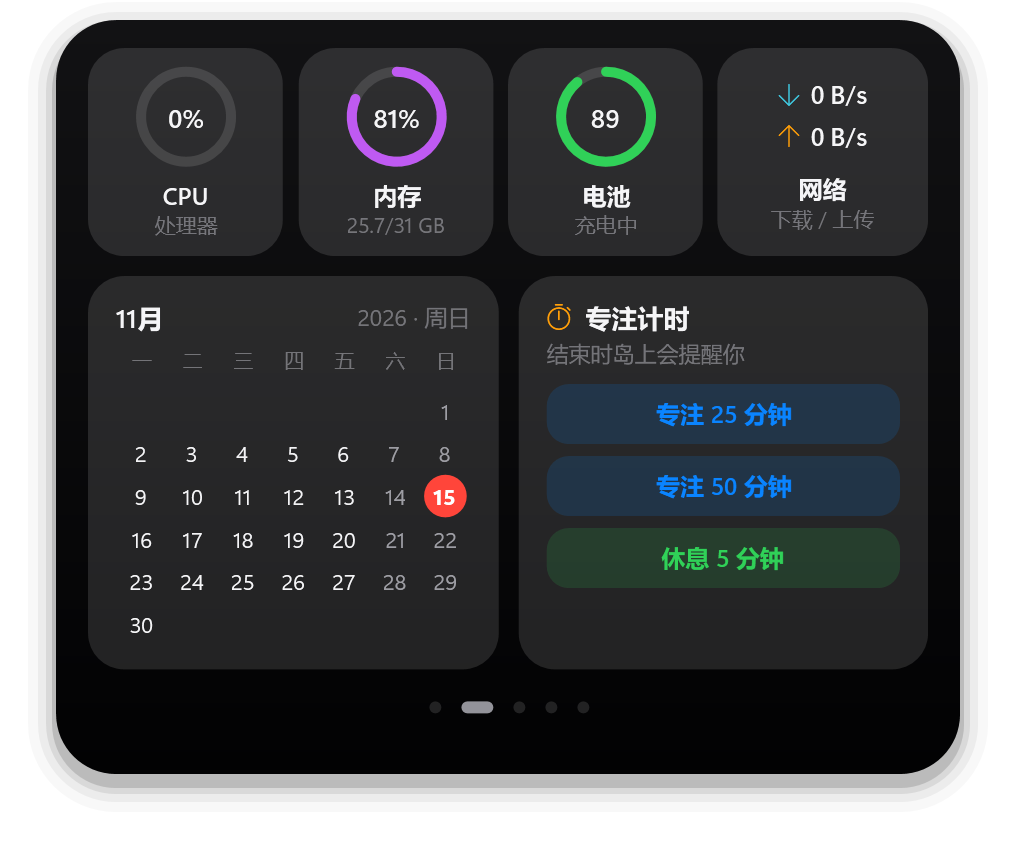 0%
CPU
处理器
81%
内存
25.7/31 GB
89
电池
充电中
0 B/s
0 B/s
网络
下载 / 上传
11月 2026 · 周日
一 二 三 四 五 六 日
1
2 3 4 5 6 7 8
9 10 11 12 13 14 15
16 17 18 19 20 21 22
23 24 25 26 27 28 29
30
专注计时
结束时岛上会提醒你
专注 25 分钟
专注 50 分钟
休息 5 分钟